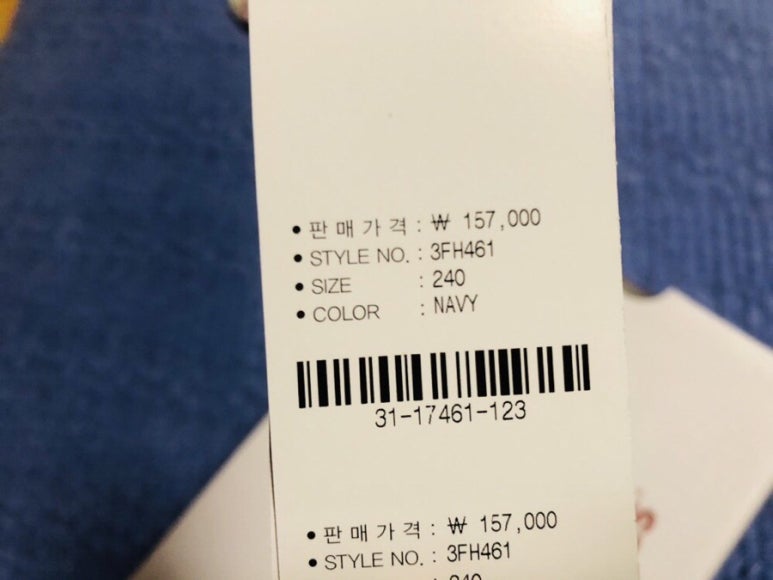 • 판매가격 : ₩ 157,000
• STYLE NO. : 3FH461
• SIZE : 240
• COLOR : NAVY
31-17461-123
• 판매가격 : ₩ 157,000
• STYLE NO. : 3FH461
240